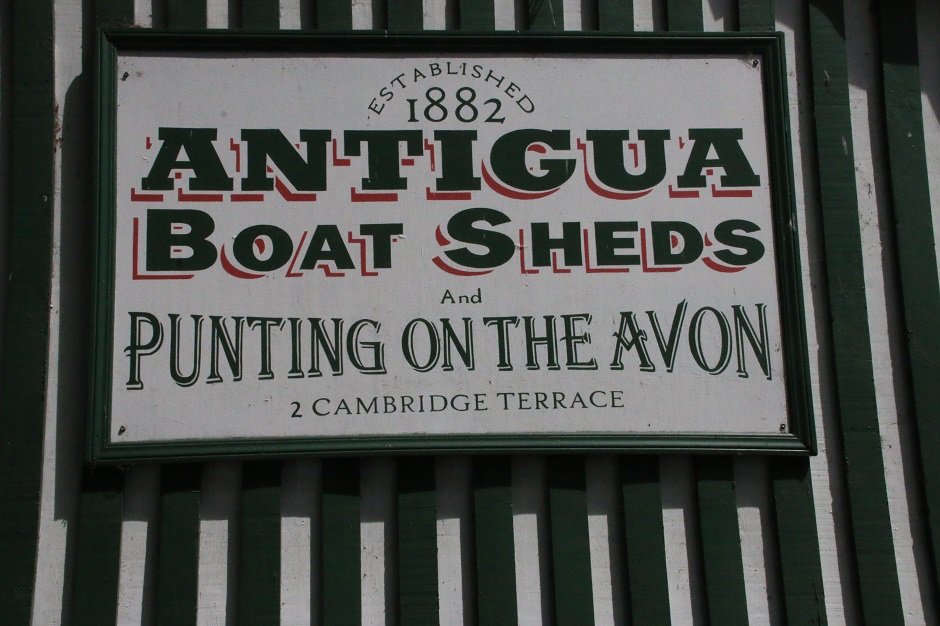 ESTABLISHED
1882
ANTIGUA
BOAT SHEDS
And
PUNTING ON THE AVON
2 CAMBRIDGE TERRACE